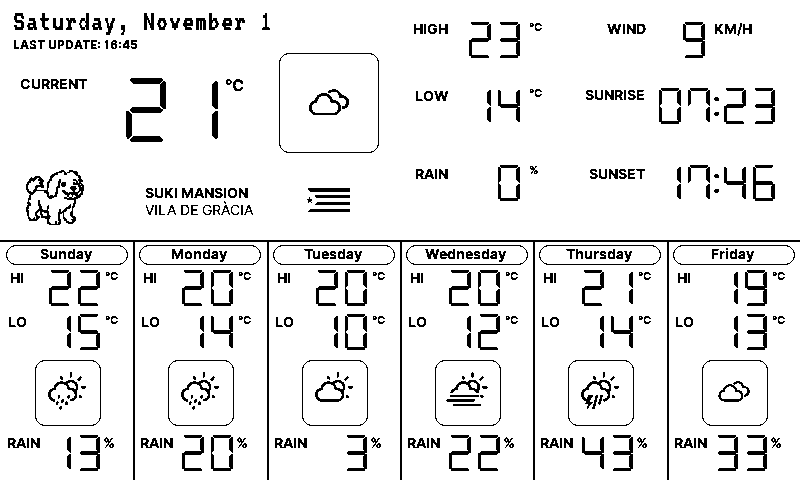 Saturday, November 1
LAST UPDATE: 16:45
CURRENT 21 °C
SUKI MANSION
VILA DE GRÀCIA
HIGH 23 °C
WIND 9 KM/H
LOW 14 °C
SUNRISE 07:23
RAIN 0 %
SUNSET 17:46
Sunday
HI 22 °C
LO 15 °C
RAIN 13 %
Monday
HI 20 °C
LO 14 °C
RAIN 20 %
Tuesday
HI 20 °C
LO 10 °C
RAIN 3 %
Wednesday
HI 20 °C
LO 12 °C
RAIN 22 %
Thursday
HI 21 °C
LO 14 °C
RAIN 43 %
Friday
HI 19 °C
LO 13 °C
RAIN 33 %